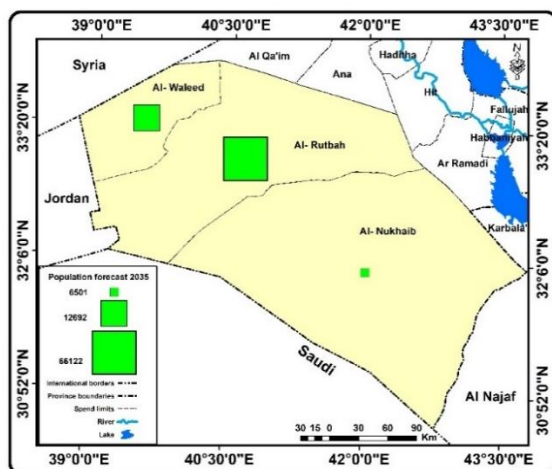 39°0'0"E 40°30'0"E 42°0'0"E 43°30'0"E
Syria
Al Qa'im
Ana
Haditha
N
Al- Waleed
Hit
Fallujah
Habbaniyah
33°20'0"N
33°20'0"N
Al- Rutbah
Ar Ramadi
Jordan
Karbala'
Al- Nukhaib
32°6'0"N
32°6'0"N
Population forecast 2035
6501
12692
66122
International borders
Province boundaries
Spend limits
River
Lake
Saudi
Al Najaf
30°52'0"N
30°52'0"N
30 15 0 30 60 90 120
Km
39°0'0"E 40°30'0"E 42°0'0"E 43°30'0"E